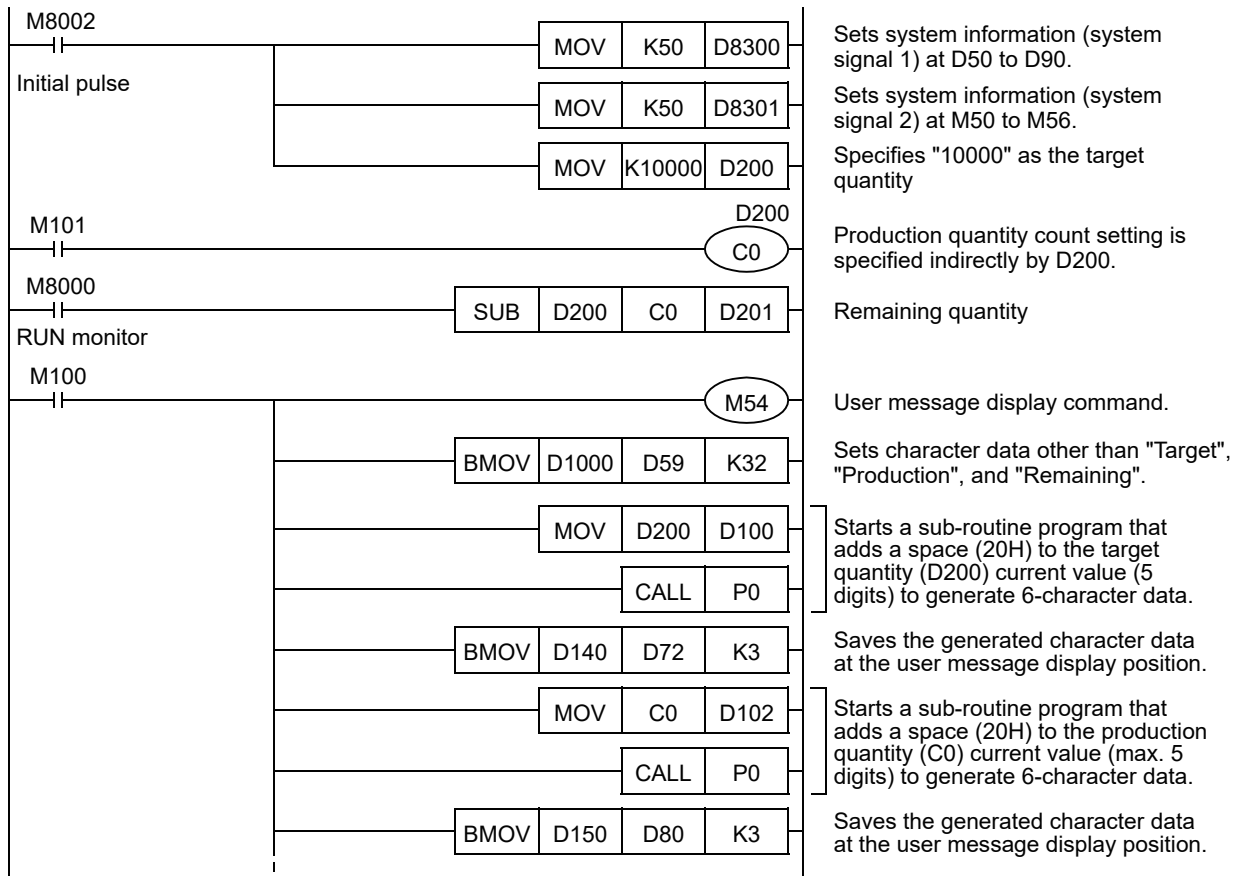 M8002
MOV K50 D8300
Sets system information (system
signal 1) at D50 to D90.
Initial pulse
MOV K50 D8301
Sets system information (system
signal 2) at M50 to M56.
MOV K10000 D200
Specifies "10000" as the target
quantity
M101
D200
C0
Production quantity count setting is
specified indirectly by D200.
M8000
SUB D200 C0 D201
Remaining quantity
RUN monitor
M100
M54
User message display command.
BMOV D1000 D59 K32
Sets character data other than "Target",
"Production", and "Remaining".
MOV D200 D100
CALL P0
Starts a sub-routine program that
adds a space (20H) to the target
quantity (D200) current value (5
digits) to generate 6-character data.
BMOV D140 D72 K3
Saves the generated character data
at the user message display position.
MOV C0 D102
CALL P0
Starts a sub-routine program that
adds a space (20H) to the production
quantity (C0) current value (max. 5
digits) to generate 6-character data.
BMOV D150 D80 K3
Saves the generated character data
at the user message display position.